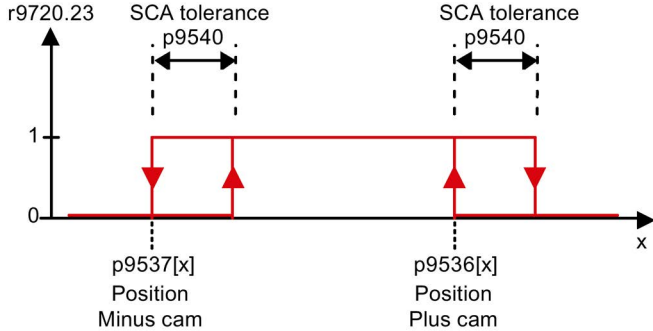 r9720.23
SCA tolerance
p9540
SCA tolerance
p9540
1
0
x
p9537[x]
Position
Minus cam
p9536[x]
Position
Plus cam